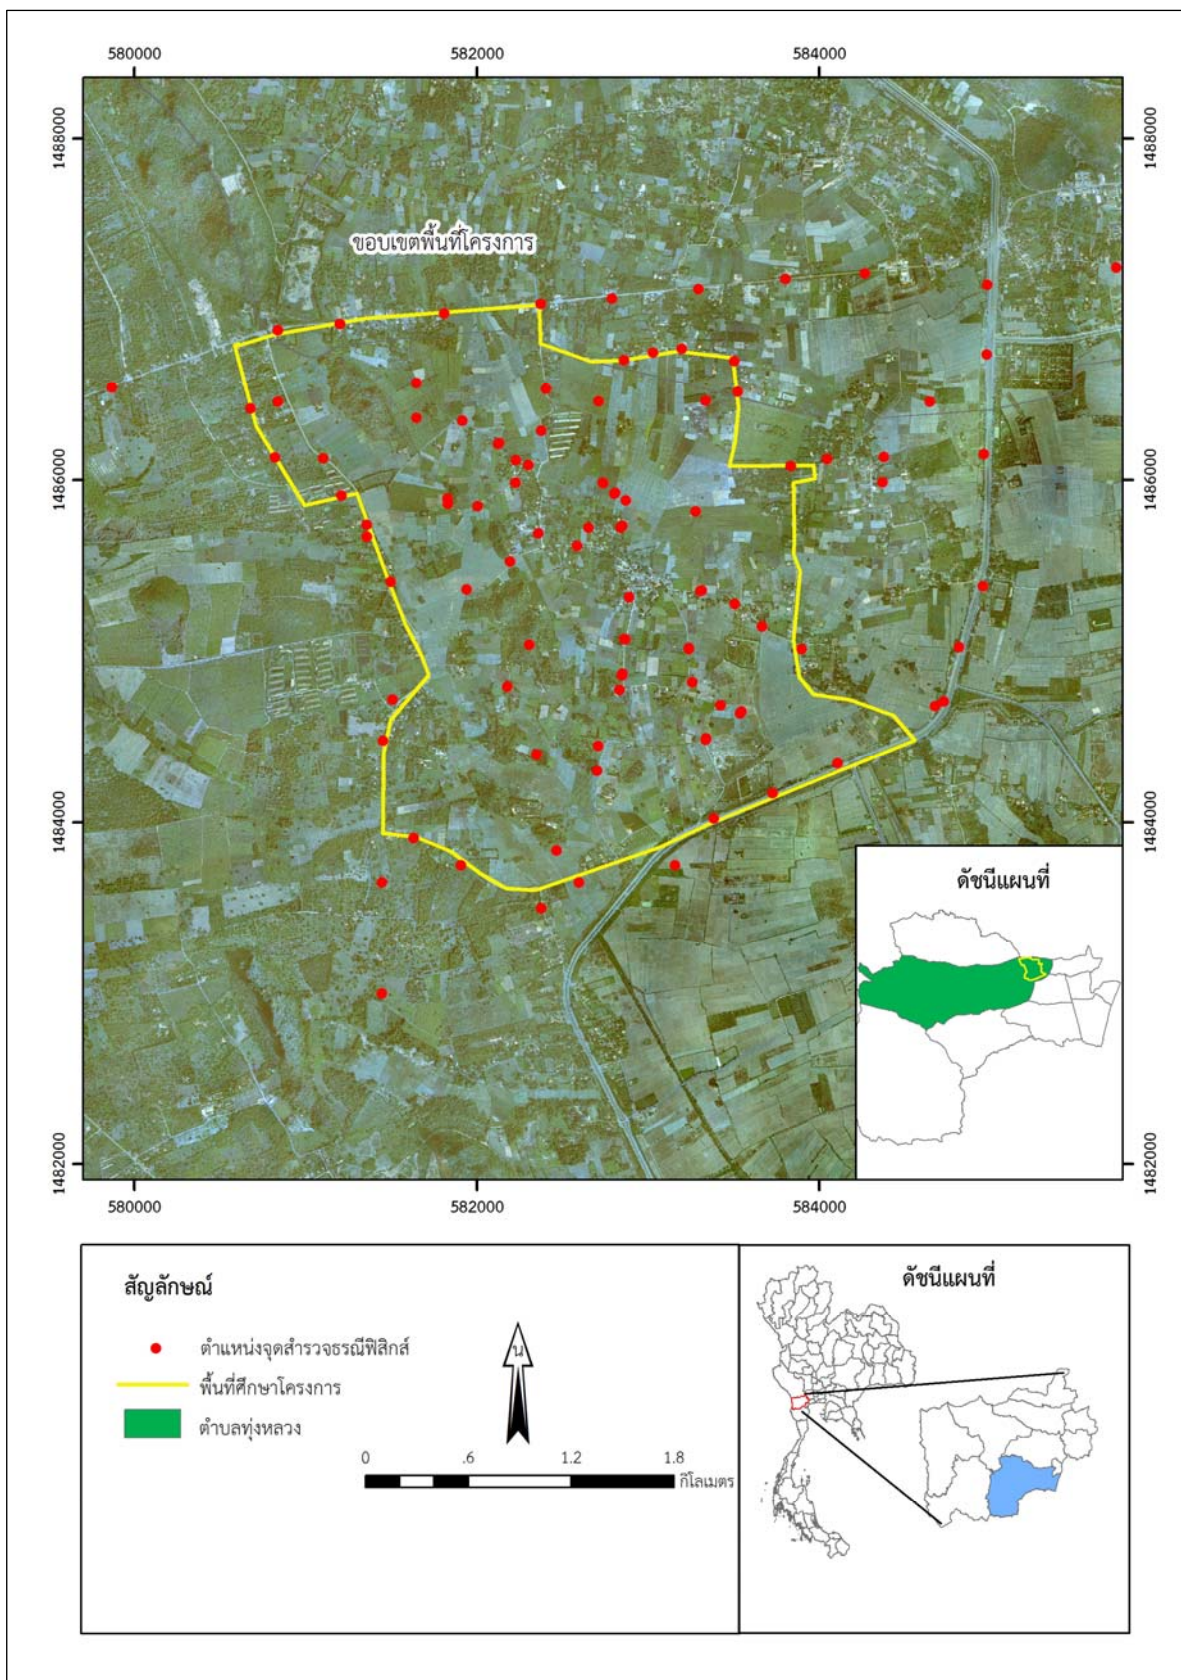 580000 582000 584000
1488000 1488000
ขอบเขตพื้นที่โครงการ
1486000 1486000
1484000 1484000
ดัชนีแผนที่
1482000 1482000
580000 582000 584000
สัญลักษณ์
ตำแหน่งจุดสำรวจธรณีฟิสิกส์
พื้นที่ศึกษาโครงการ
ตำบลทุ่งหลวง
น
0 .6 1.2 1.8
กิโลเมตร
ดัชนีแผนที่